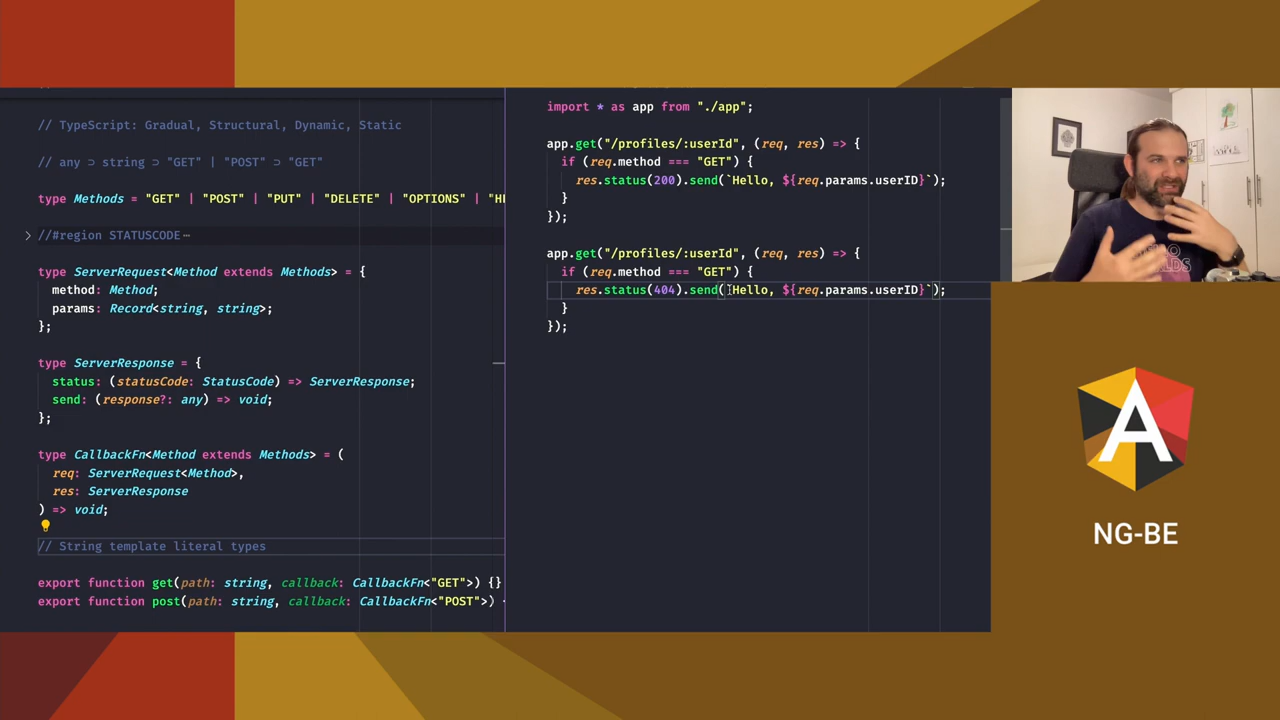 // TypeScript: Gradual, Structural, Dynamic, Static
// any ⊃ string ⊃ "GET" | "POST" ⊃ "GET"
type Methods = "GET" | "POST" | "PUT" | "DELETE" | "OPTIONS" |
//#region STATUSCODE⋯
type ServerRequest<Method extends Methods> = {
method: Method;
params: Record<string, string>;
};
type ServerResponse = {
status: (statusCode: StatusCode) => ServerResponse;
send: (response?: any) => void;
};
type CallbackFn<Method extends Methods> = (
req: ServerRequest<Method>,
res: ServerResponse
) => void;
// String template literal types
export function get(path: string, callback: CallbackFn<"GET">) {}
export function post(path: string, callback: CallbackFn<"POST">)
import * as app from "./app";
app.get("/profiles/:userId", (req, res) => {
if (req.method === "GET") {
res.status(200).send(`Hello, ${req.params.userID}`);
}
});
app.get("/profiles/:userId", (req, res) => {
if (req.method === "GET") {
res.status(404).send(`Hello, ${req.params.userID}`);
}
});
A
NG-BE